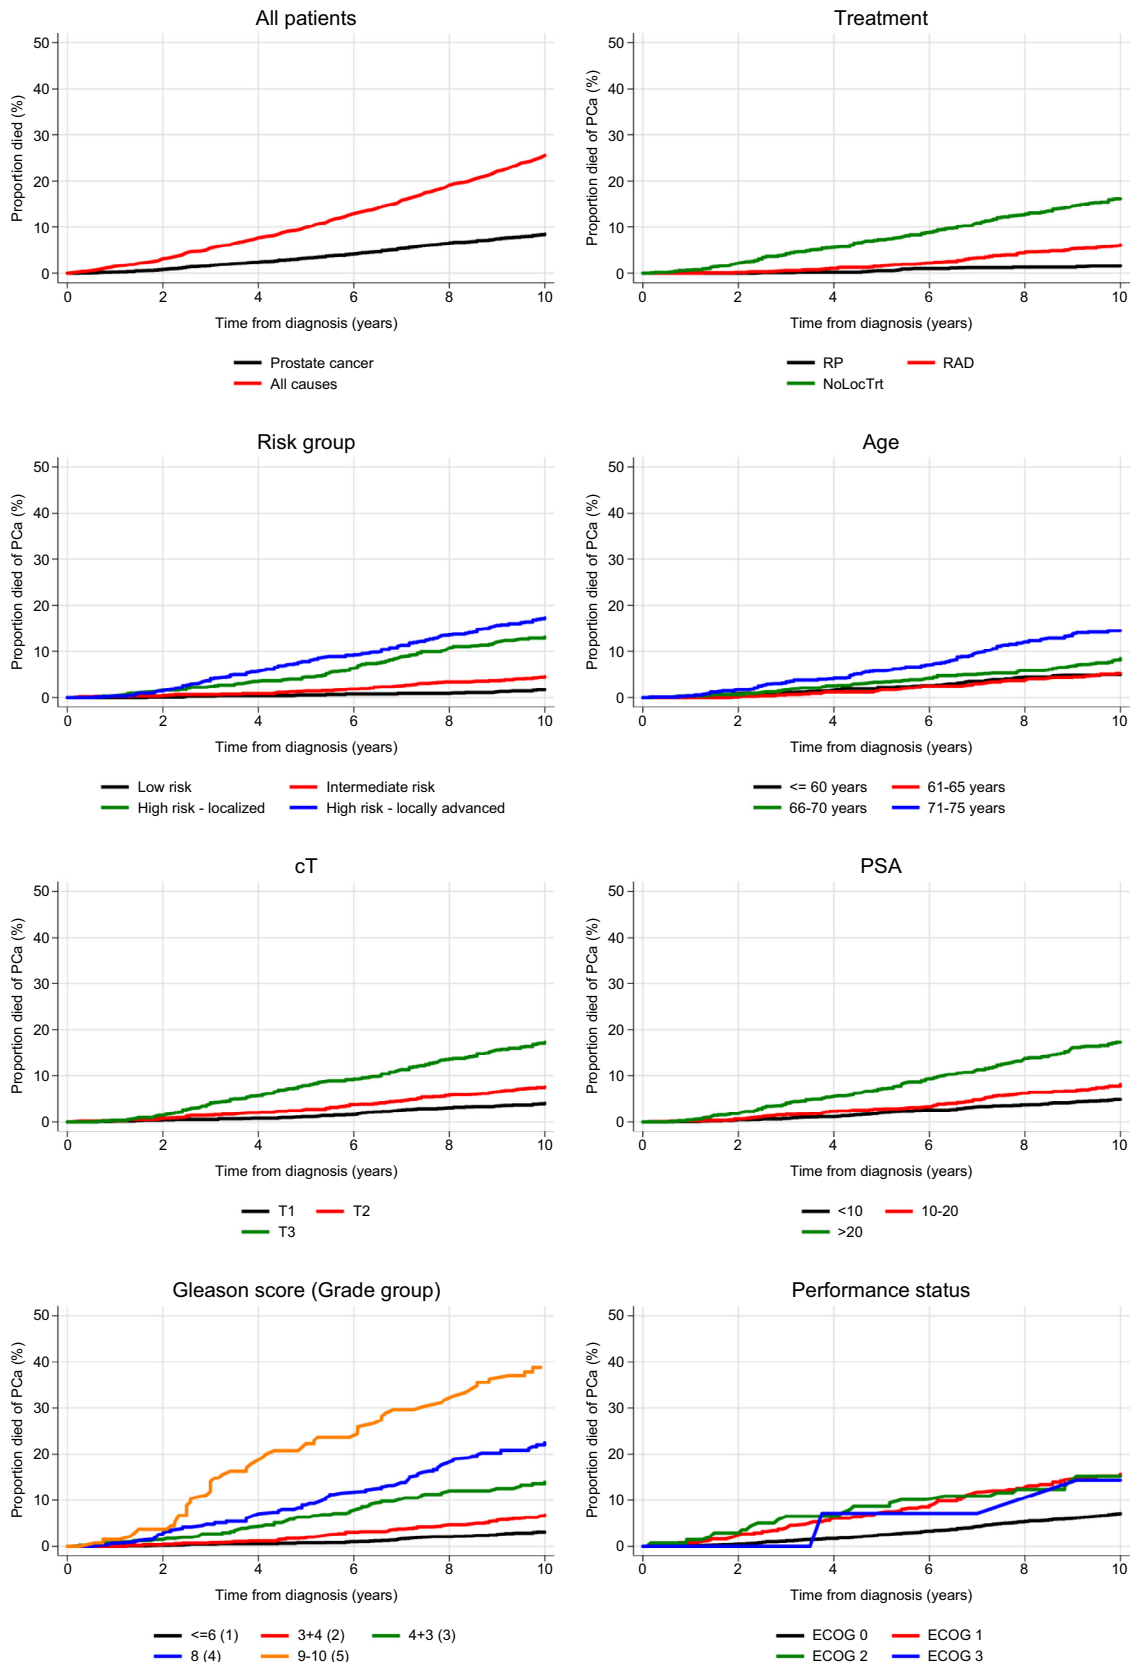 All patients
Proportion died (%)
50
40
30
20
10
0
0 2 4 6 8 10
Time from diagnosis (years)
Prostate cancer
All causes
Treatment
Proportion died of PCa (%)
50
40
30
20
10
0
0 2 4 6 8 10
Time from diagnosis (years)
RP RAD
NoLocTrt
Risk group
Proportion died of PCa (%)
50
40
30
20
10
0
0 2 4 6 8 10
Time from diagnosis (years)
Low risk Intermediate risk
High risk - localized High risk - locally advanced
Age
Proportion died of PCa (%)
50
40
30
20
10
0
0 2 4 6 8 10
Time from diagnosis (years)
<= 60 years 61-65 years
66-70 years 71-75 years
cT
Proportion died of PCa (%)
50
40
30
20
10
0
0 2 4 6 8 10
Time from diagnosis (years)
T1 T2
T3
PSA
Proportion died of PCa (%)
50
40
30
20
10
0
0 2 4 6 8 10
Time from diagnosis (years)
<10 10-20
>20
Gleason score (Grade group)
Proportion died of PCa (%)
50
40
30
20
10
0
0 2 4 6 8 10
Time from diagnosis (years)
<=6 (1) 3+4 (2) 4+3 (3)
8 (4) 9-10 (5)
Performance status
Proportion died of PCa (%)
50
40
30
20
10
0
0 2 4 6 8 10
Time from diagnosis (years)
ECOG 0 ECOG 1
ECOG 2 ECOG 3